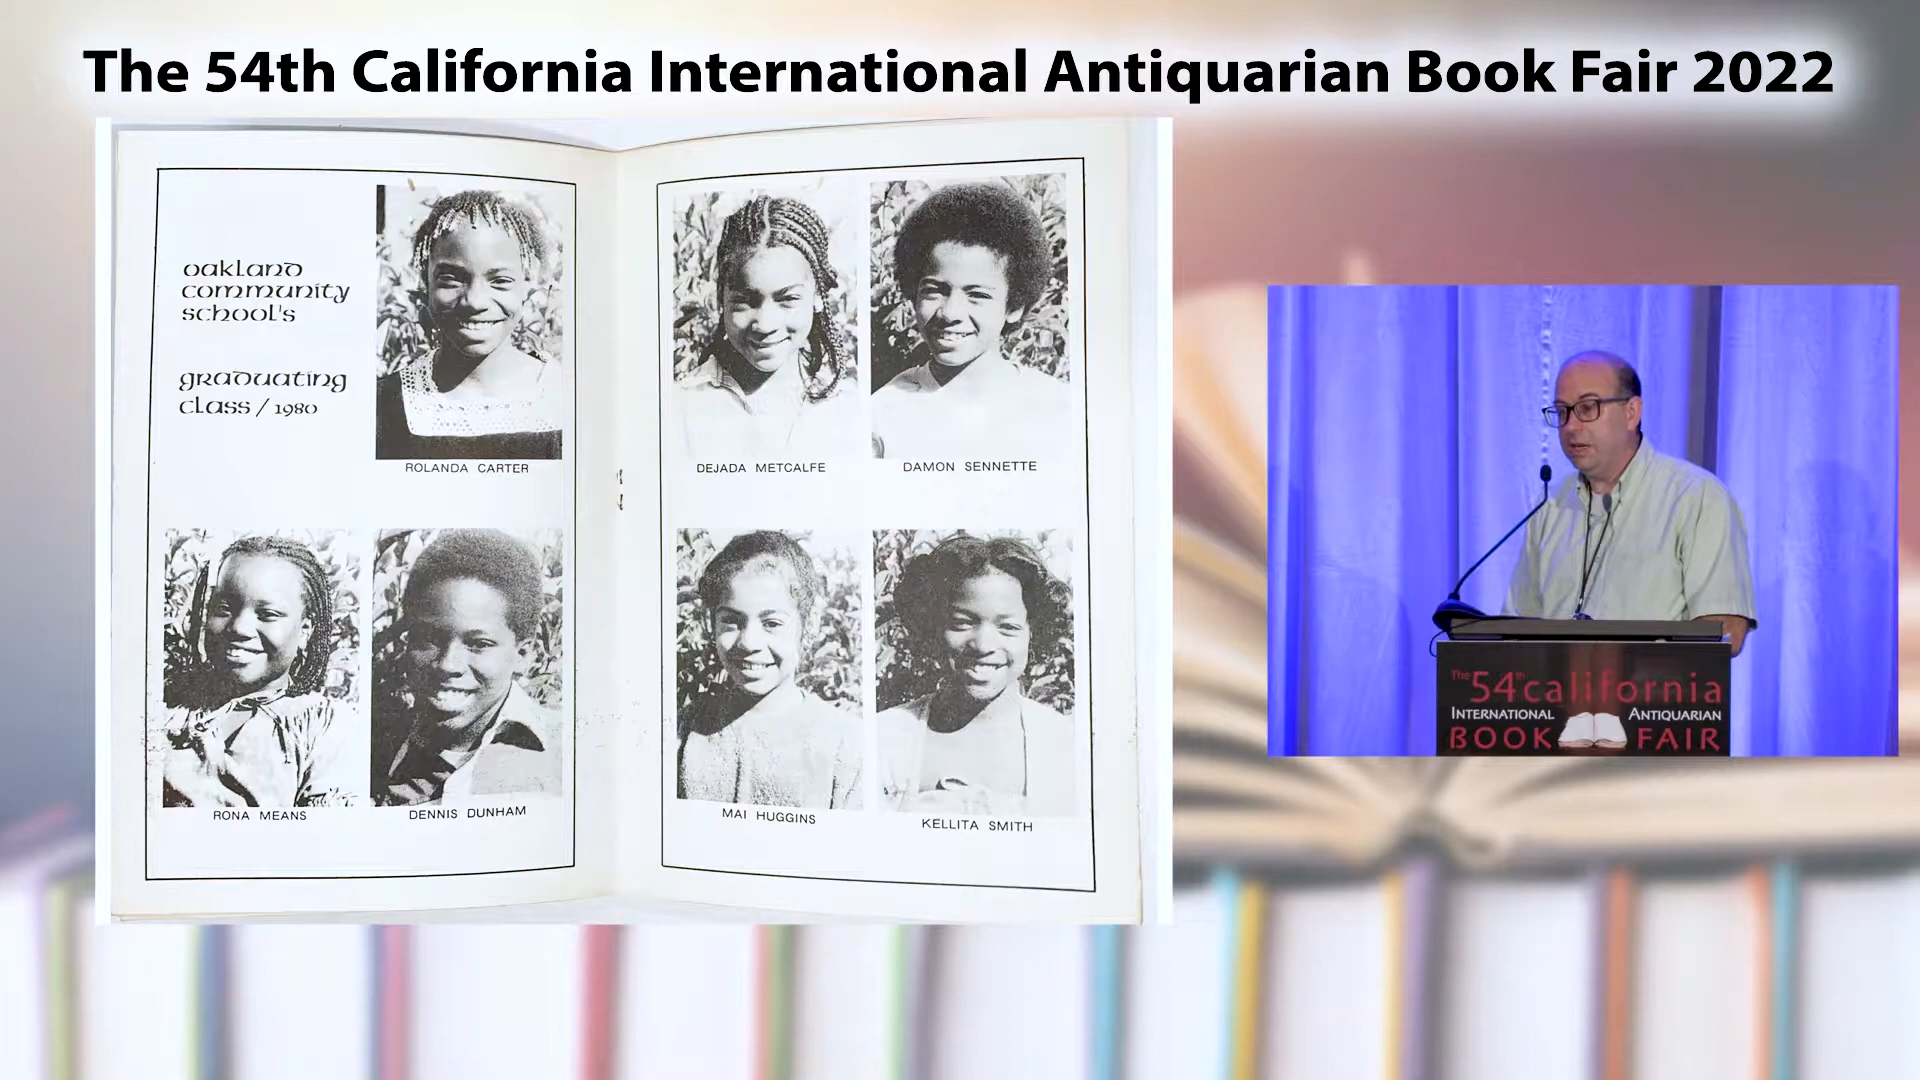 The 54th California International Antiquarian Book Fair 2022
oakland
community
school's
graduating
class / 1980
ROLANDA CARTER
DEJADA METCALFE
DAMON SENNETTE
RONA MEANS
DENNIS DUNHAM
MAI HUGGINS
KELLITA SMITH
The 54th california
INTERNATIONAL ANTIQUARIAN
BOOK FAIR